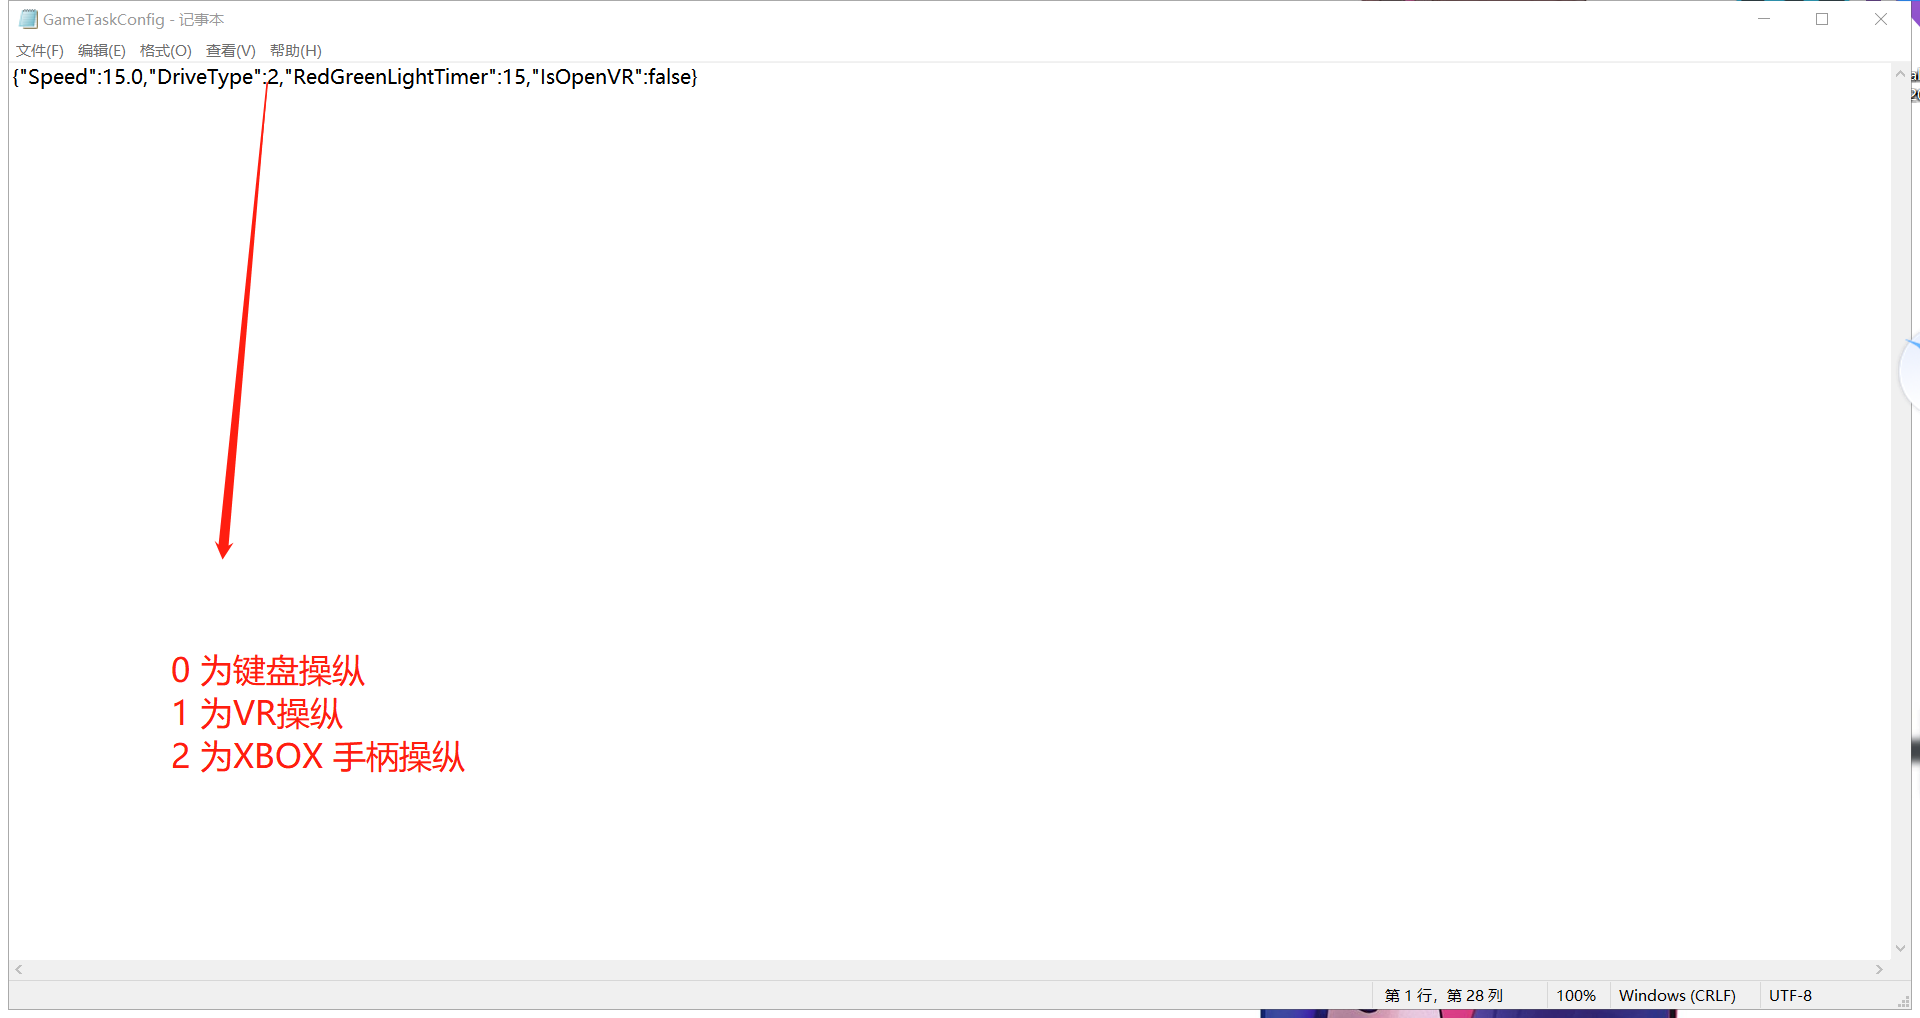 GameTaskConfig - 记事本
文件(F) 编辑(E) 格式(O) 查看(V) 帮助(H)
{"Speed":15.0,"DriveType":2,"RedGreenLightTimer":15,"IsOpenVR":false}
0 为键盘操纵
1 为VR操纵
2 为XBOX 手柄操纵
第 1 行，第 28 列 100% Windows (CRLF) UTF-8